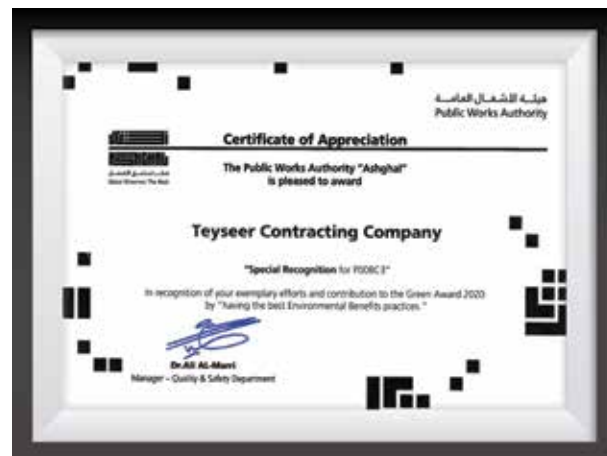 هيئة الأشغال العامة
Public Works Authority
Certificate of Appreciation
The Public Works Authority "Ashghal"
is pleased to award
Teyseer Contracting Company
"Special Recognition for P008C3"
In recognition of your exemplary efforts and contribution to the Green Award 2020
by "having the best Environmental Benefits practices."
Dr.Ali AL-Marri
Manager - Quality & Safety Department